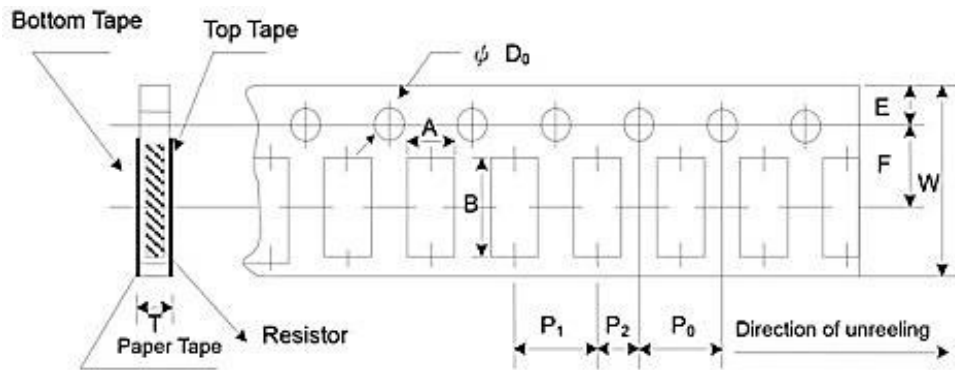 Bottom Tape
Top Tape
ψ D₀
A
B
E
F
W
T
Paper Tape
Resistor
P₁
P₂
P₀
Direction of unreeling